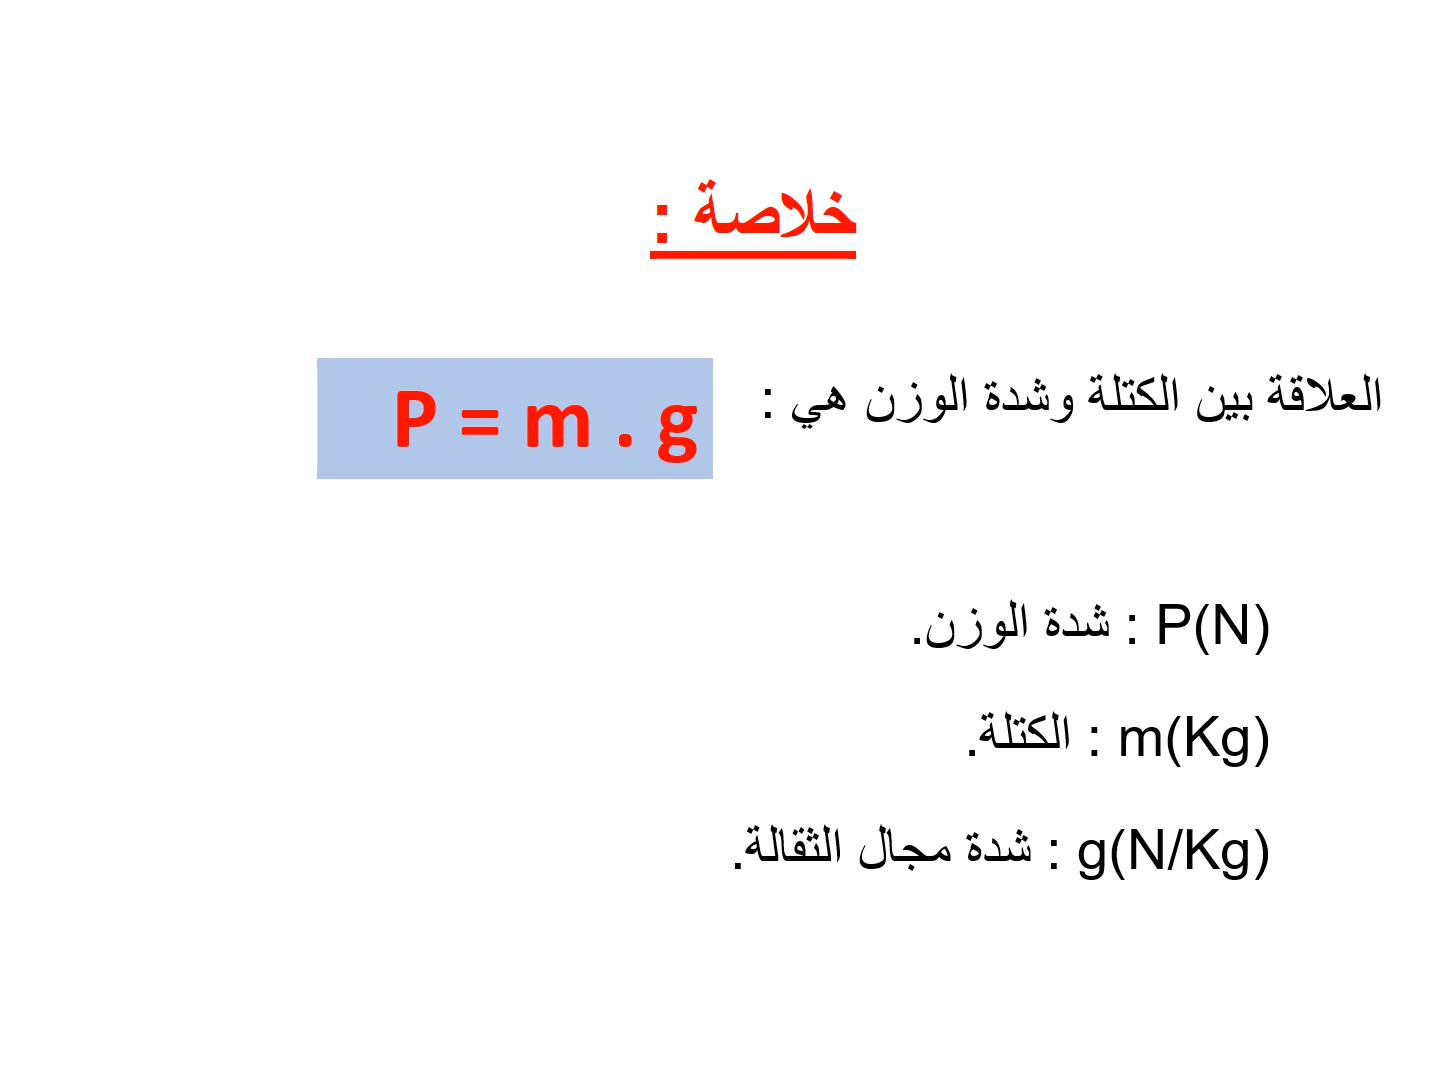 خلاصة :
العلاقة بين الكتلة وشدة الوزن هي : P = m . g
P(N) : شدة الوزن.
m(Kg) : الكتلة.
g(N/Kg) : شدة مجال الثقالة.